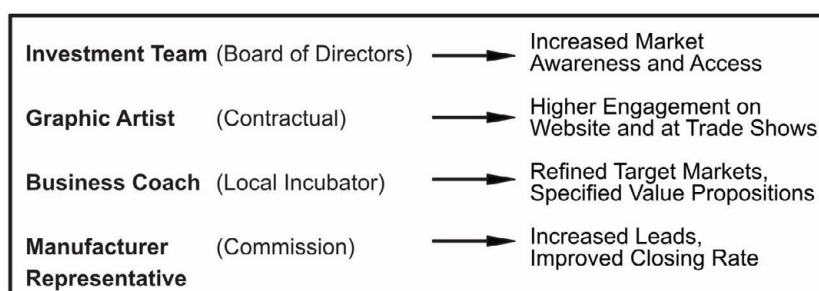 Investment Team (Board of Directors) Increased Market
Awareness and Access
Graphic Artist (Contractual) Higher Engagement on
Website and at Trade Shows
Business Coach (Local Incubator) Refined Target Markets,
Specified Value Propositions
Manufacturer (Commission) Increased Leads,
Representative Improved Closing Rate